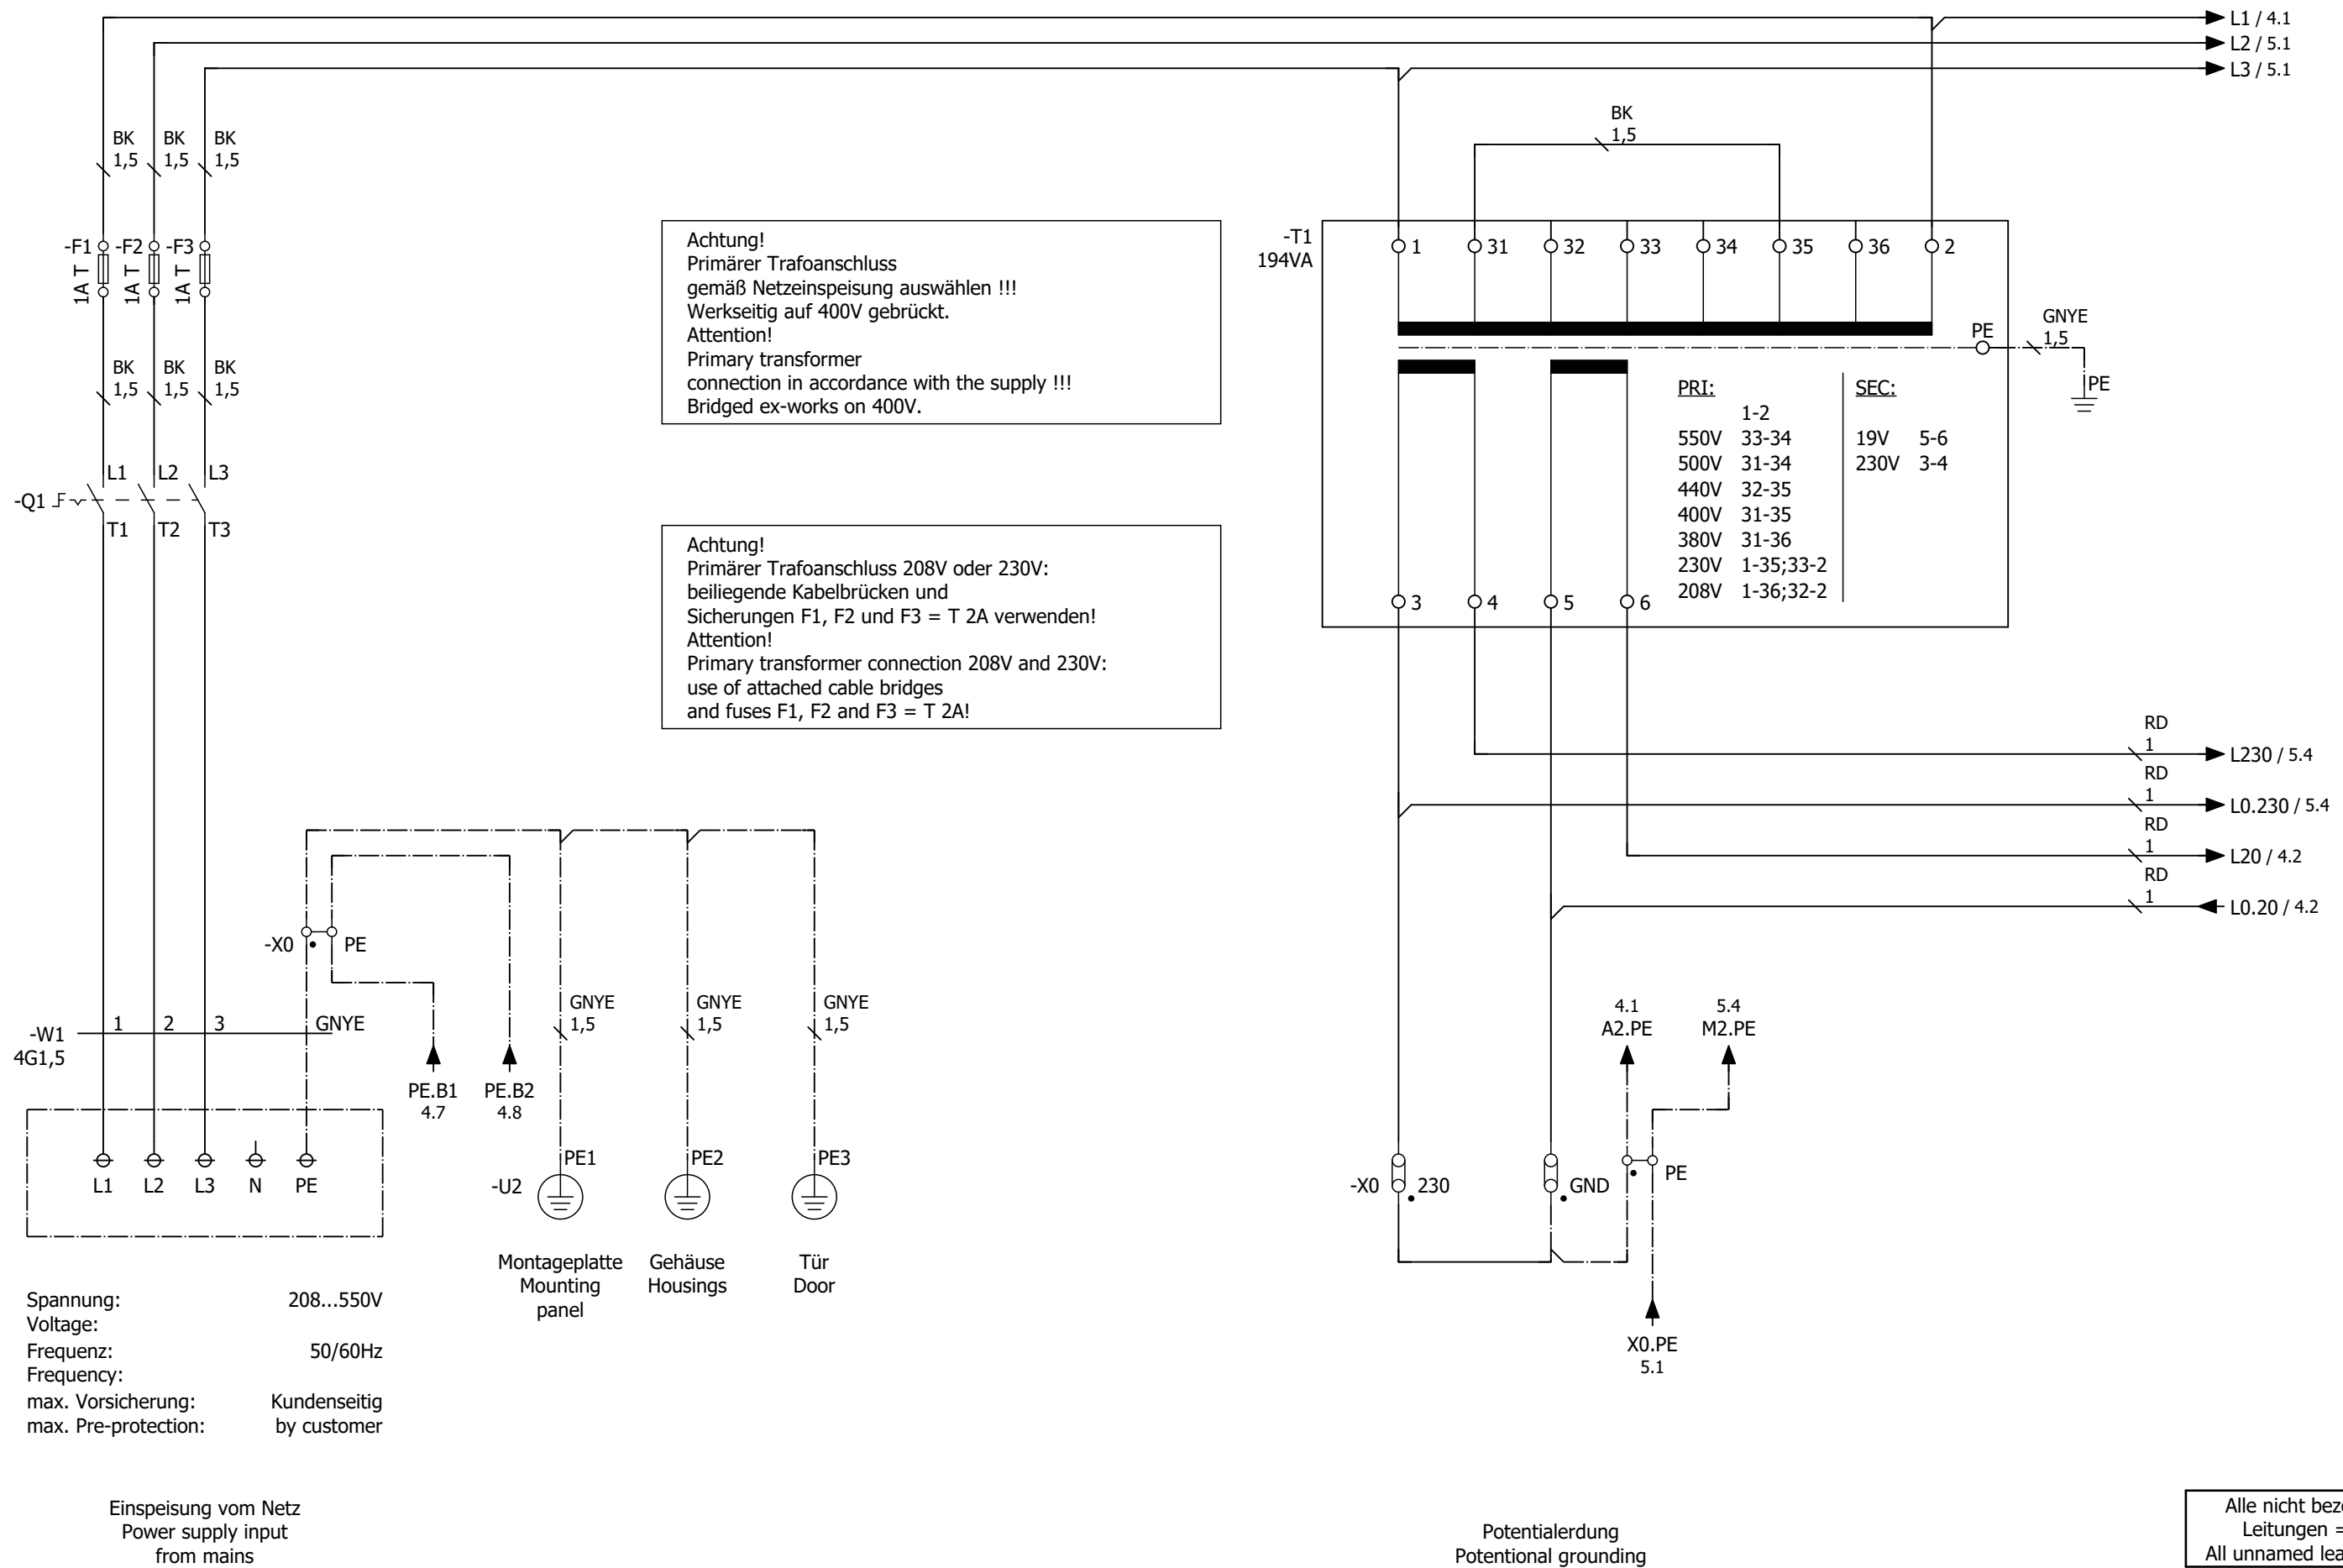 L1 / 4.1
L2 / 5.1
L3 / 5.1
BK BK BK
1,5 1,5 1,5
BK
1,5
-F1 -F2 -F3
1A T 1A T 1A T
BK BK BK
1,5 1,5 1,5
L1 L2 L3
-Q1
T1 T2 T3
Achtung!
Primärer Trafoanschluss
gemäß Netzeinspeisung auswählen !!!
Werkseitig auf 400V gebrückt.
Attention!
Primary transformer
connection in accordance with the supply !!!
Bridged ex-works on 400V.
Achtung!
Primärer Trafoanschluss 208V oder 230V:
beiliegende Kabelbrücken und
Sicherungen F1, F2 und F3 = T 2A verwenden!
Attention!
Primary transformer connection 208V and 230V:
use of attached cable bridges
and fuses F1, F2 and F3 = T 2A!
-T1
194VA
1 31 32 33 34 35 36 2
PE
GNYE
1,5
PE
PRI: SEC:
1-2
550V 33-34 19V 5-6
500V 31-34 230V 3-4
440V 32-35
400V 31-35
380V 31-36
230V 1-35;33-2
208V 1-36;32-2
3 4 5 6
RD
1
L230 / 5.4
RD
1
L0.230 / 5.4
RD
1
L20 / 4.2
RD
1
L0.20 / 4.2
-X0 PE
-W1 1 2 3 GNYE
4G1,5
GNYE GNYE GNYE
1,5 1,5 1,5
PE.B1 PE.B2
4.7 4.8
L1 L2 L3 N PE
PE1 PE2 PE3
-U2
Montageplatte
Mounting
panel
Gehäuse
Housings
Tür
Door
Spannung: 208...550V
Voltage:
Frequenz: 50/60Hz
Frequency:
max. Vorsicherung: Kundenseitig
max. Pre-protection: by customer
4.1 5.4
A2.PE M2.PE
-X0 230 GND PE
X0.PE
5.1
Einspeisung vom Netz
Power supply input
from mains
Potentialerdung
Potentional grounding
Alle nicht bez
Leitungen =
All unnamed lea